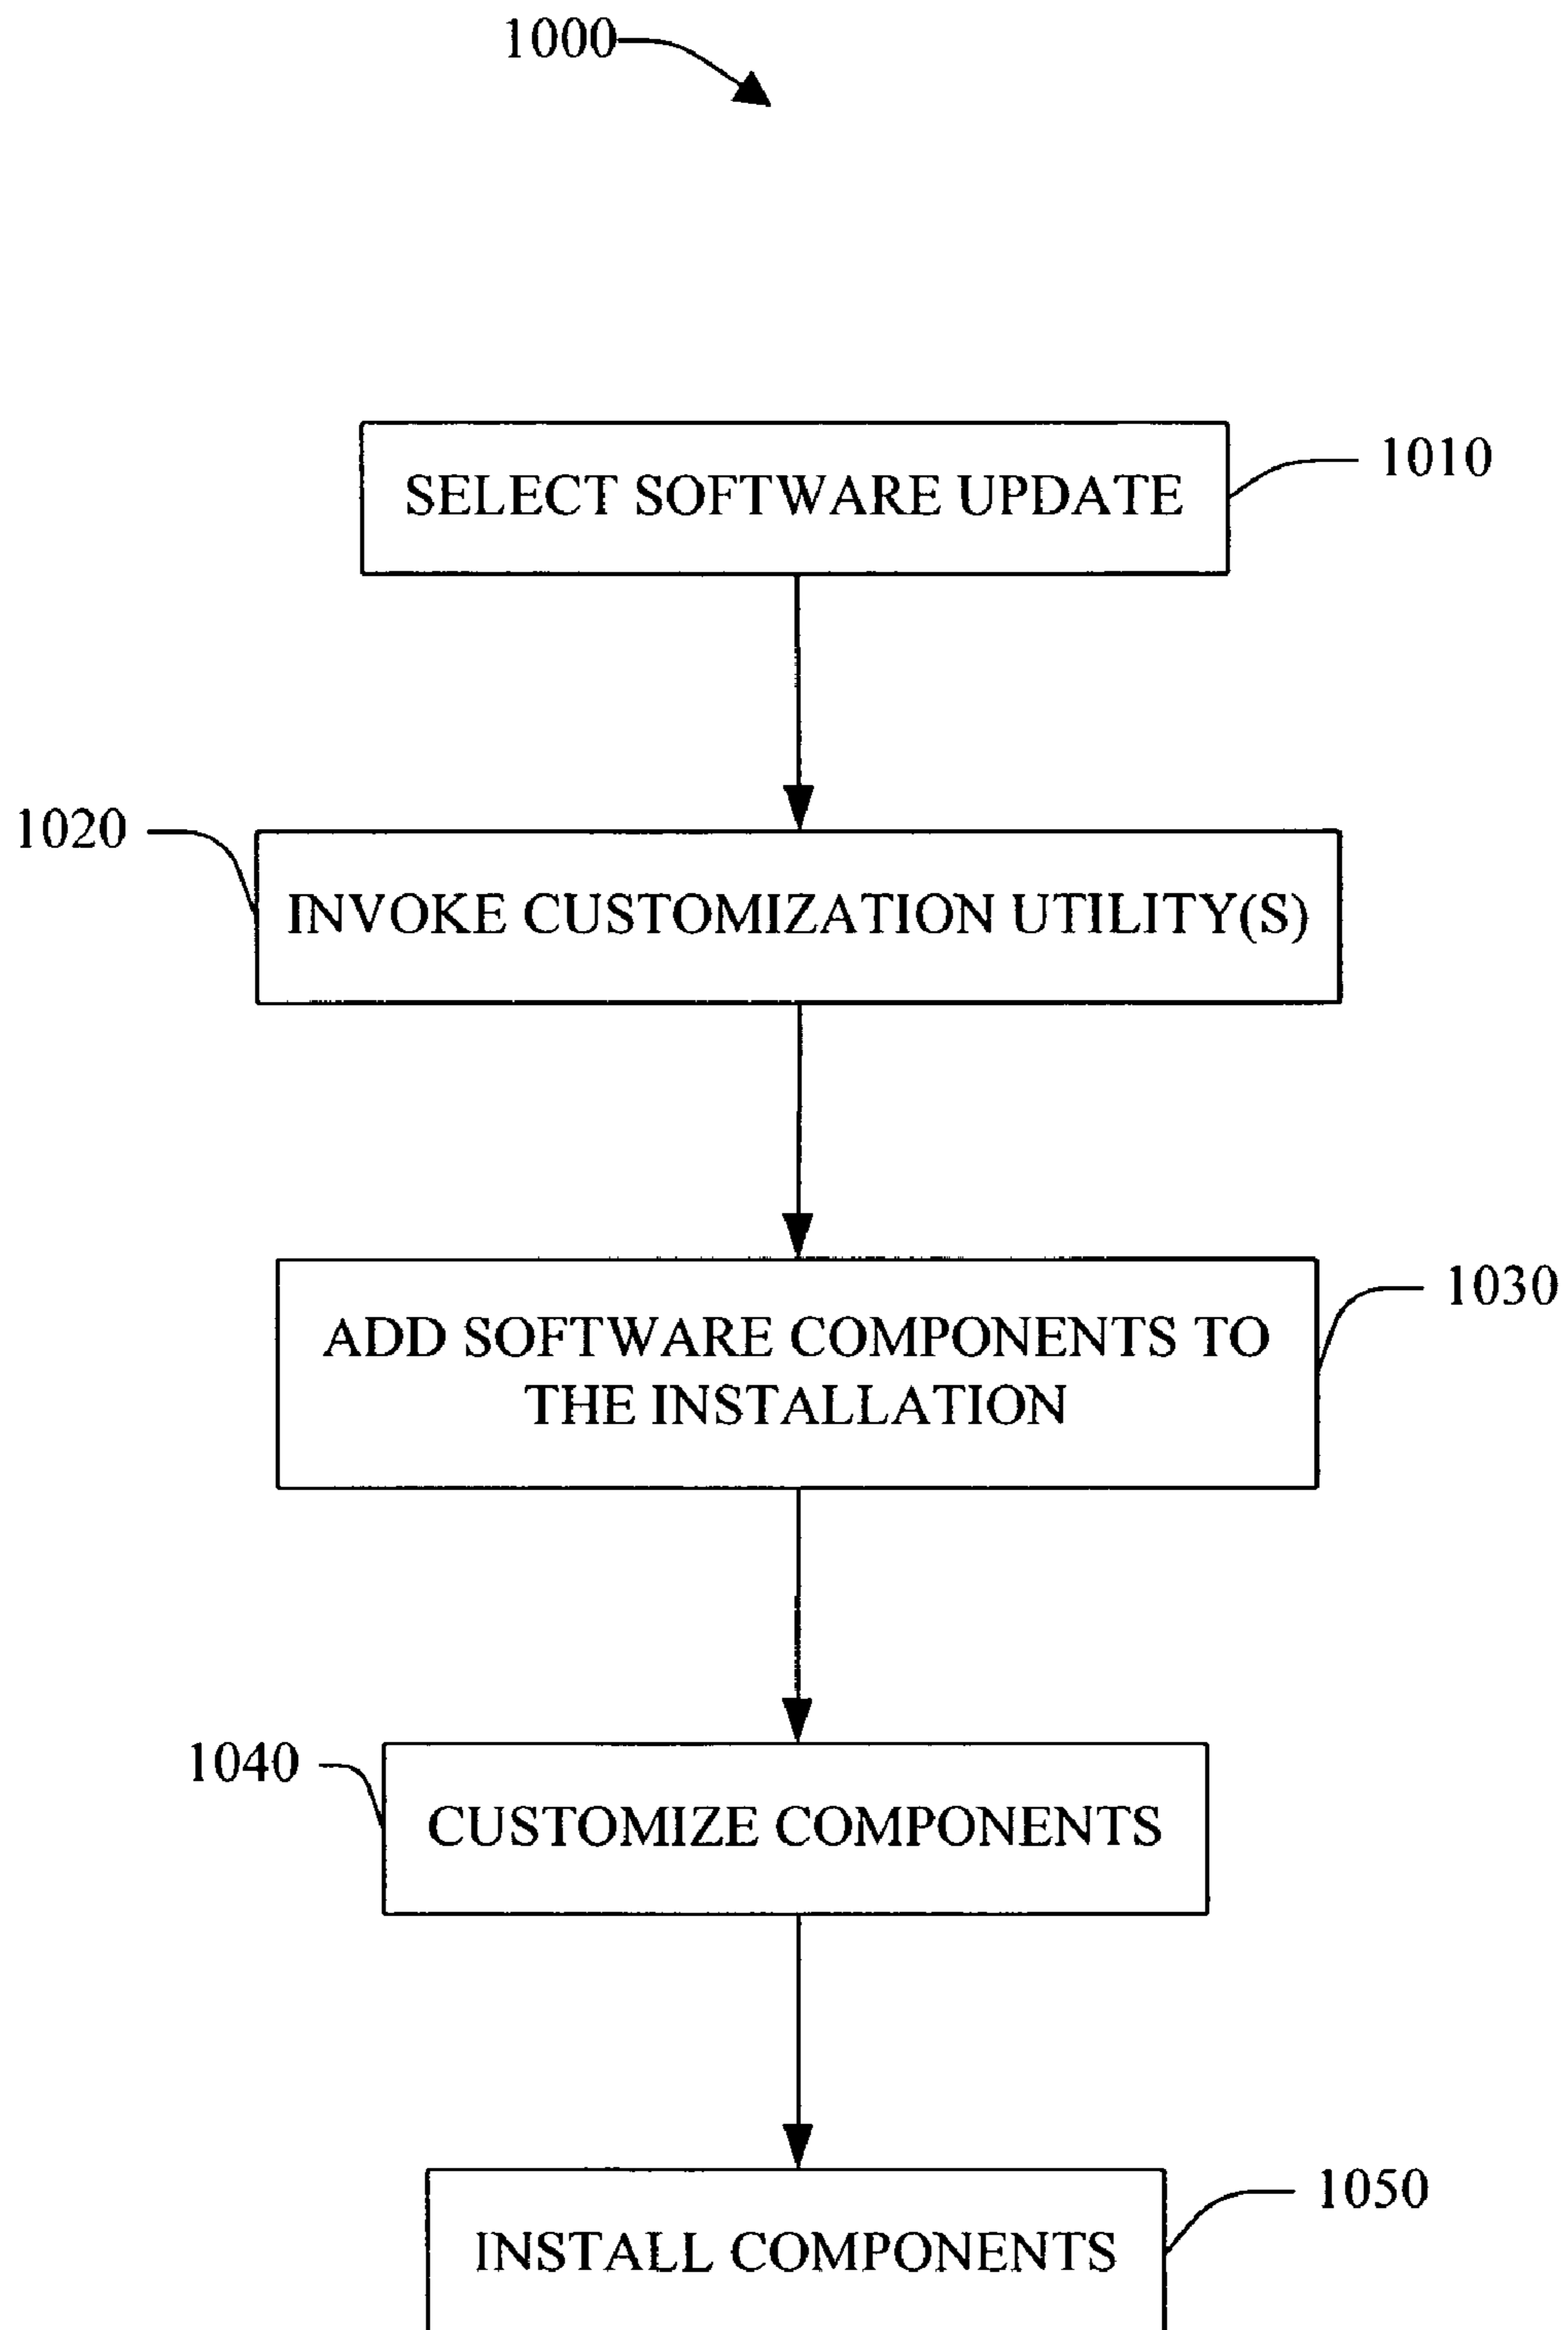 1000
SELECT SOFTWARE UPDATE
1010
1020
INVOKE CUSTOMIZATION UTILITY(S)
ADD SOFTWARE COMPONENTS TO
THE INSTALLATION
1030
1040
CUSTOMIZE COMPONENTS
INSTALL COMPONENTS
1050